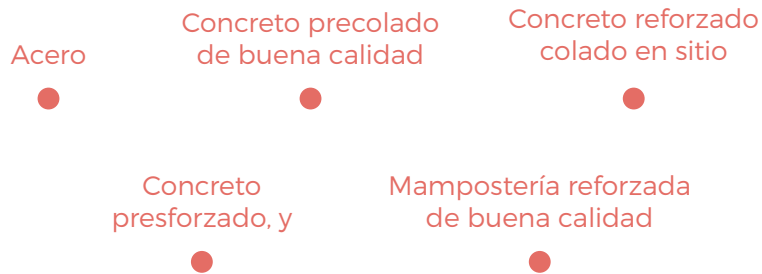 Acero
Concreto precolado
de buena calidad
Concreto reforzado
colado en sitio
Concreto
presforzado, y
Mampostería reforzada
de buena calidad